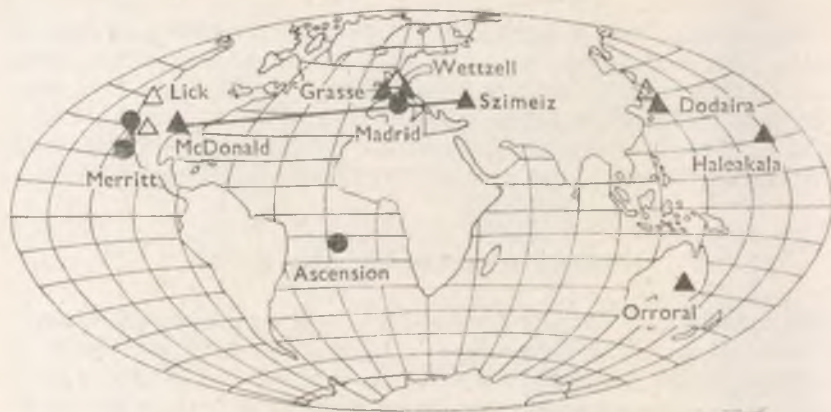 Wettzell
Lick
Grasse
Szimeiz
Dodaira
Madrid
McDonald
Haleakala
Merritt
Ascension
Orroral